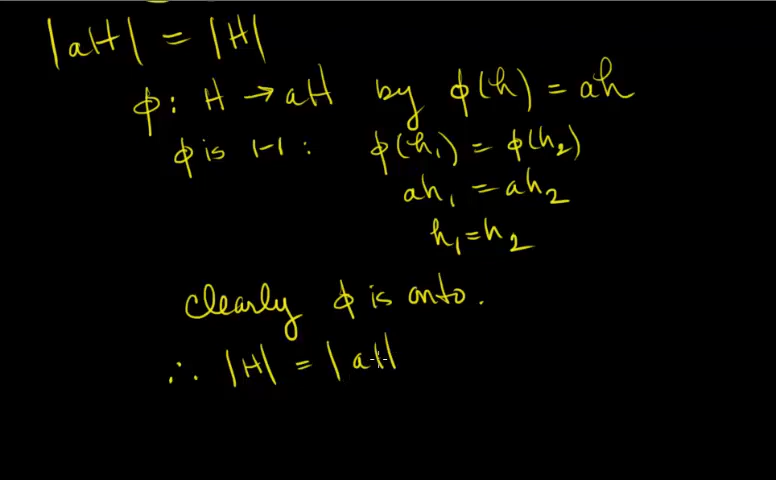 |aH| = |H|
φ: H → aH by φ(h) = ah
φ is 1-1: φ(h₁) = φ(h₂)
ah₁ = ah₂
h₁ = h₂
Clearly φ is onto.
∴ |H| = |aH|